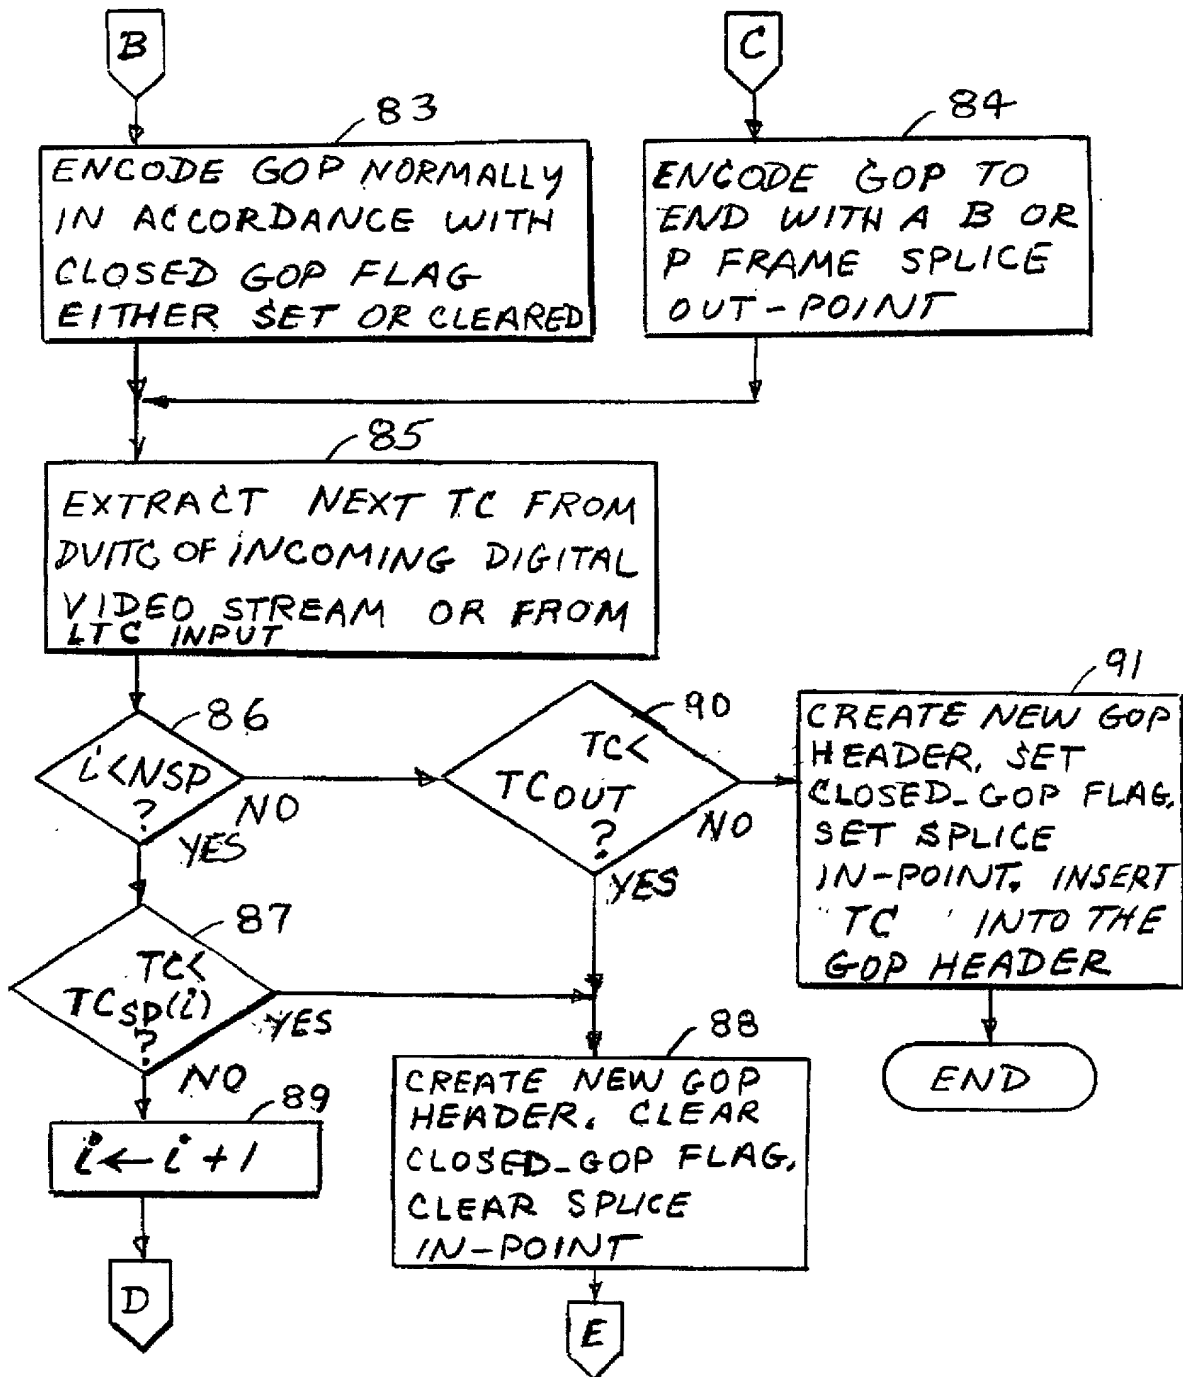 B
C
83
84
ENCODE GOP NORMALLY
IN ACCORDANCE WITH
CLOSED GOP FLAG
EITHER SET OR CLEARED
ENCODE GOP TO
END WITH A B OR
P FRAME SPLICE
OUT-POINT
85
EXTRACT NEXT TC FROM
DVITC OF INCOMING DIGITAL
VIDEO STREAM OR FROM
LTC INPUT
86
i<NSP
?
NO
YES
90
TC<
TCOUT
?
NO
YES
91
CREATE NEW GOP
HEADER. SET
CLOSED_GOP FLAG.
SET SPLICE
IN-POINT. INSERT
TC INTO THE
GOP HEADER
END
87
TC<
TCSP(i)
?
YES
NO
88
CREATE NEW GOP
HEADER. CLEAR
CLOSED_GOP FLAG.
CLEAR SPLICE
IN-POINT
89
i←i+1
D
E